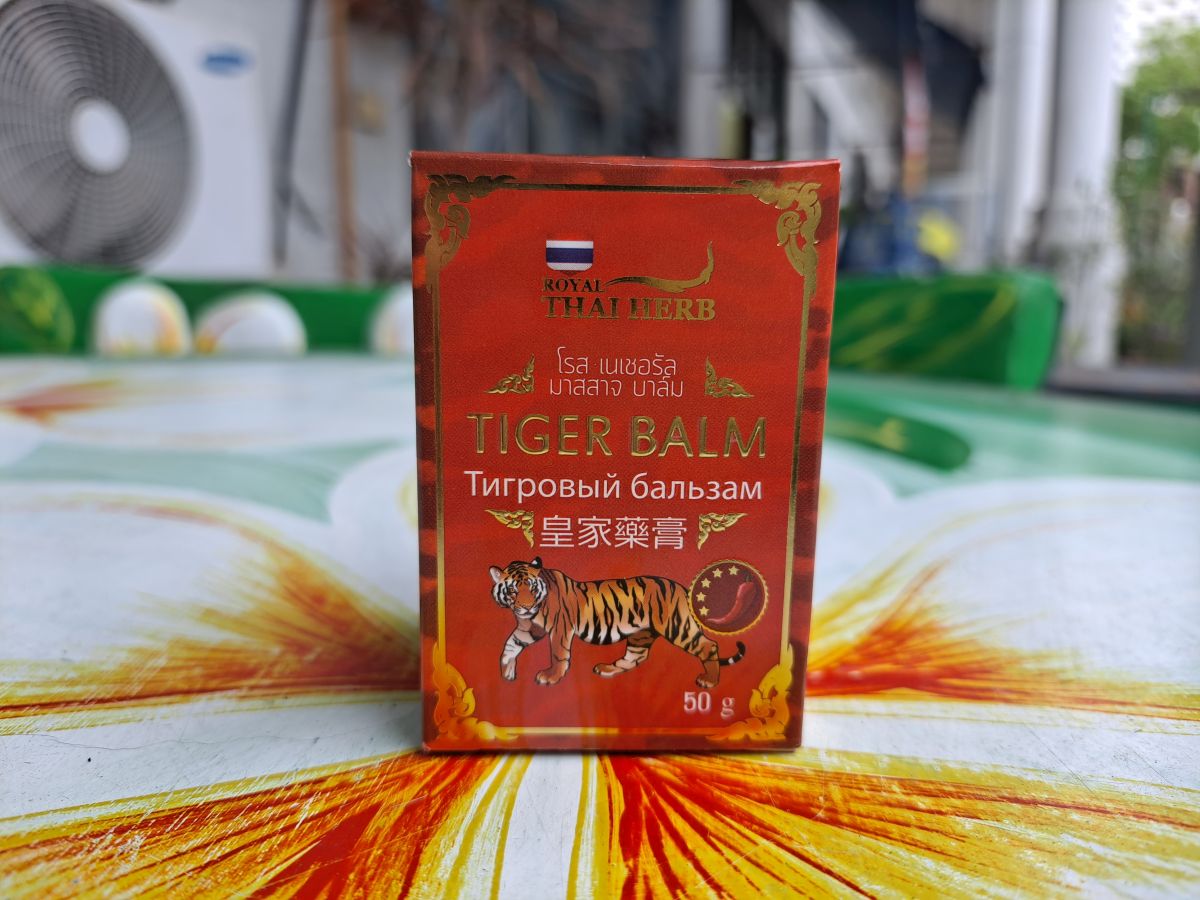 ROYAL
THAI HERB
โรส เนเชอรัล
มาสสาจ บาล์ม
TIGER BALM
Тигровый бальзам
皇家藥膏
50 g